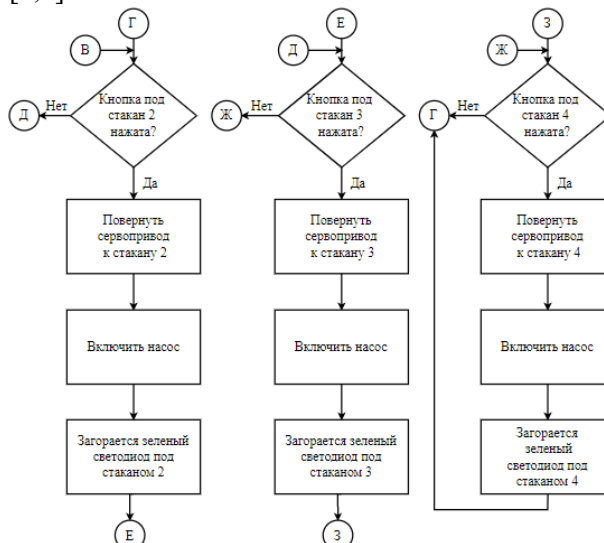 Г
В
Кнопка под
стакан 2
нажата?
Нет
Д
Да
Повернуть
сервопривод
к стакану 2
Включить насос
Загорается зеленый
светодиод под
стаканом 2
Е
Е
Д
Кнопка под
стакан 3
нажата?
Нет
Ж
Да
Повернуть
сервопривод
к стакану 3
Включить насос
Загорается зеленый
светодиод под
стаканом 3
З
З
Ж
Кнопка под
стакан 4
нажата?
Нет
Г
Да
Повернуть
сервопривод
к стакану 4
Включить насос
Загорается
зеленый
светодиод под
стаканом 4